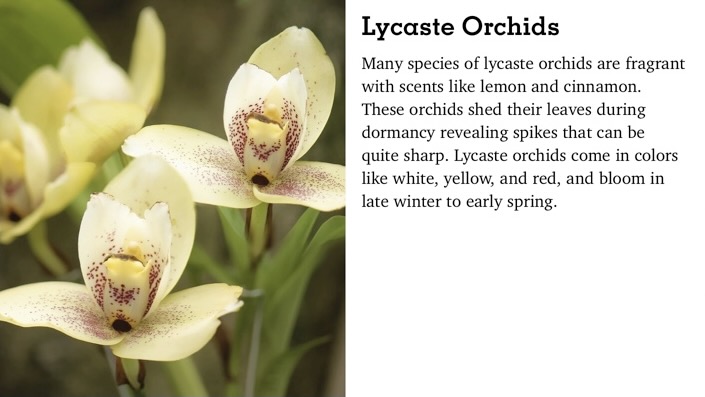 Lycaste Orchids
Many species of lycaste orchids are fragrant
with scents like lemon and cinnamon.
These orchids shed their leaves during
dormancy revealing spikes that can be
quite sharp. Lycaste orchids come in colors
like white, yellow, and red, and bloom in
late winter to early spring.